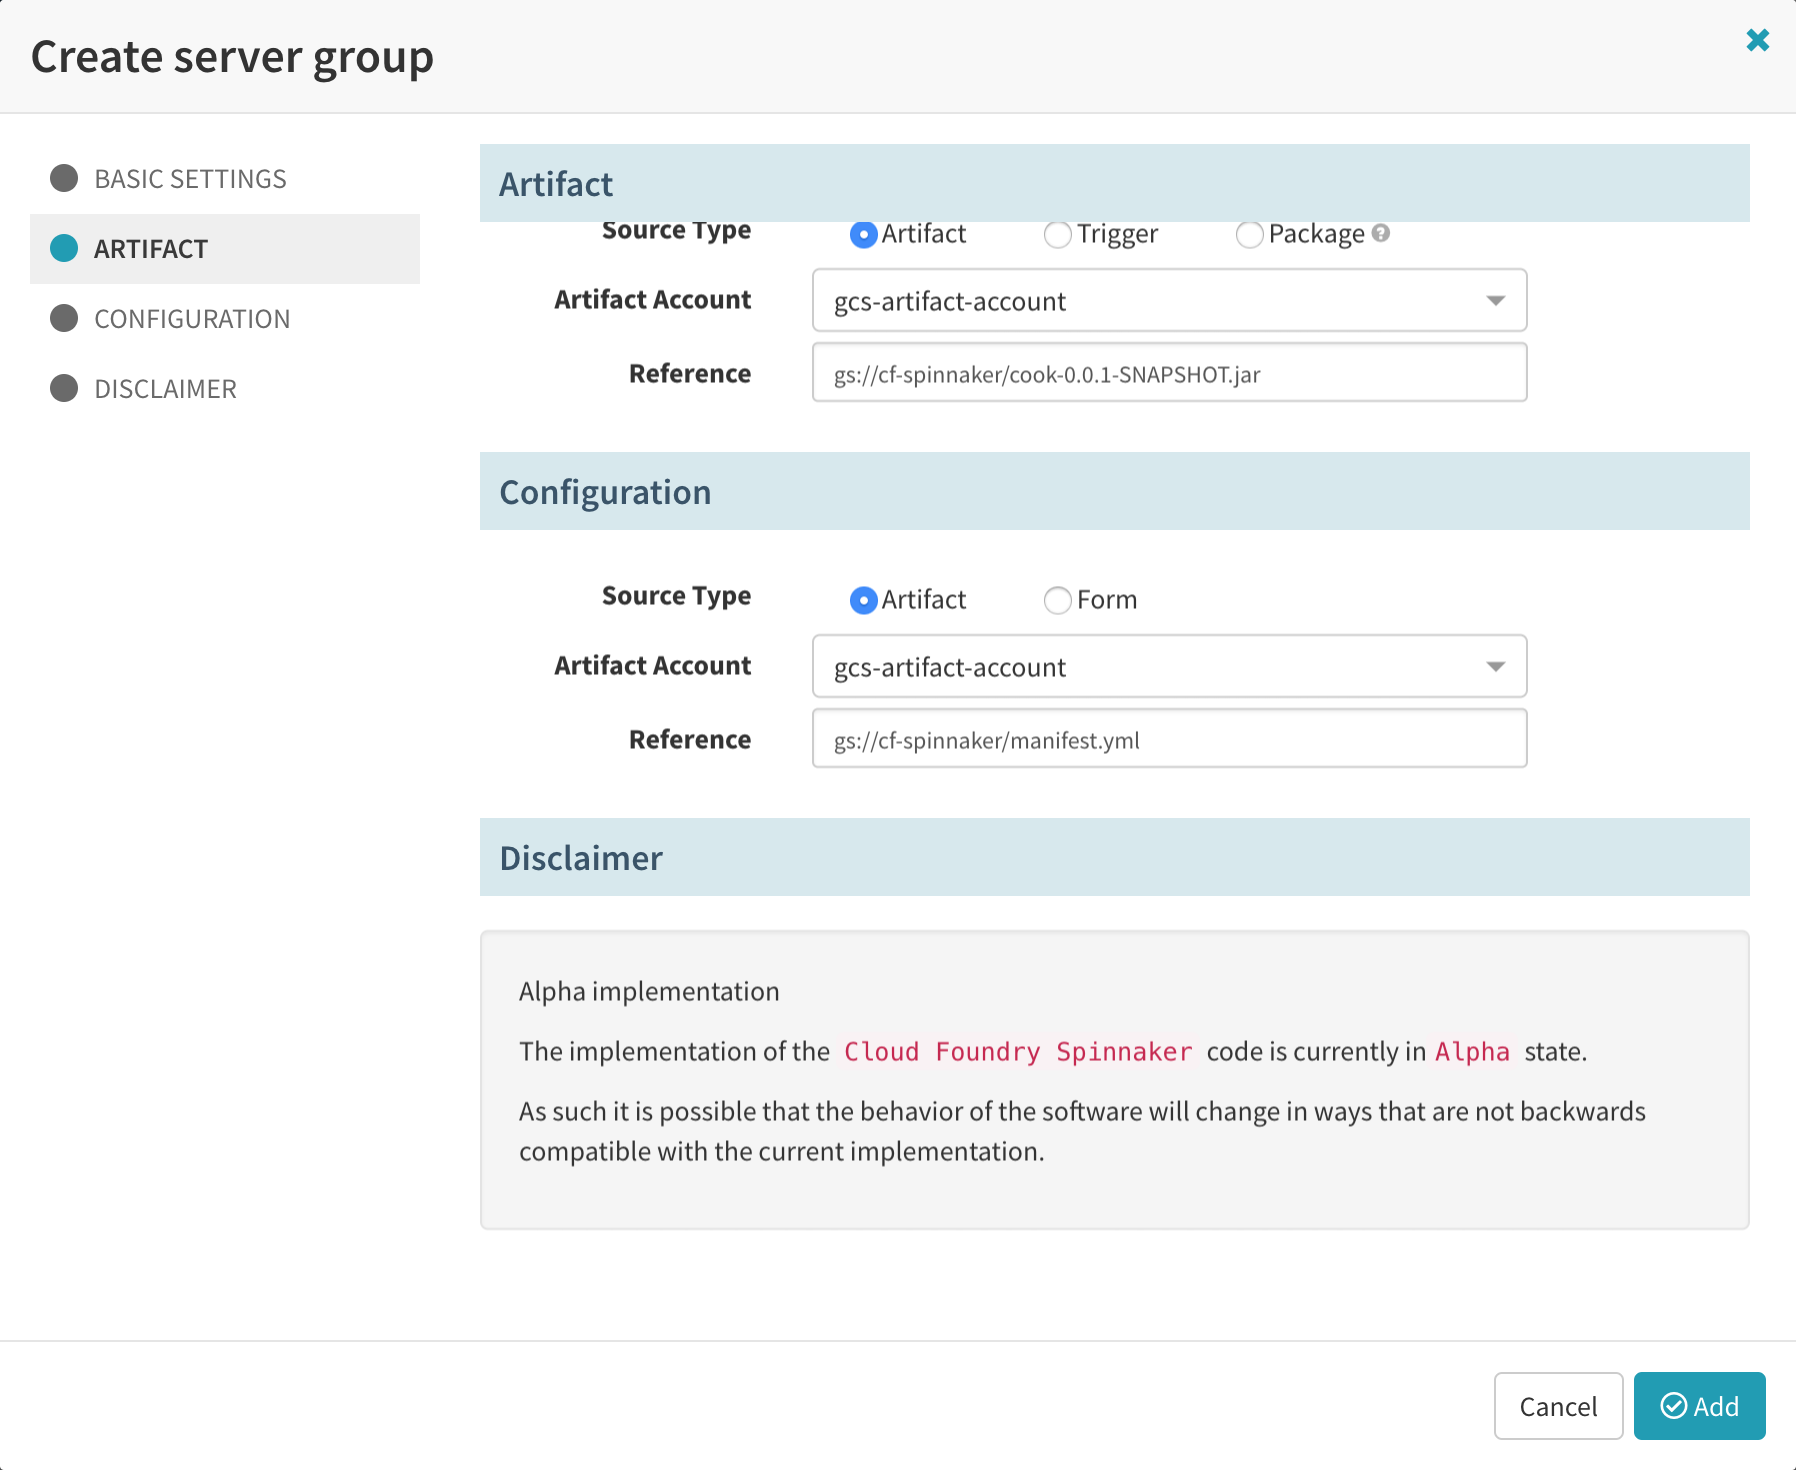 Create server group
BASIC SETTINGS
ARTIFACT
CONFIGURATION
DISCLAIMER
Artifact
Source Type Artifact Trigger Package
Artifact Account gcs-artifact-account
Reference gs://cf-spinnaker/cook-0.0.1-SNAPSHOT.jar
Configuration
Source Type Artifact Form
Artifact Account gcs-artifact-account
Reference gs://cf-spinnaker/manifest.yml
Disclaimer
Alpha implementation
The implementation of the Cloud Foundry Spinnaker code is currently in Alpha state.
As such it is possible that the behavior of the software will change in ways that are not backwards
compatible with the current implementation.
Cancel Add